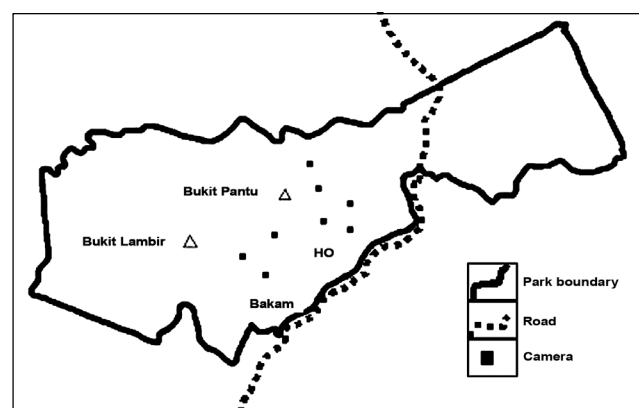 Bukit Pantu
Bukit Lambir
HO
Bakam
Park boundary
Road
Camera